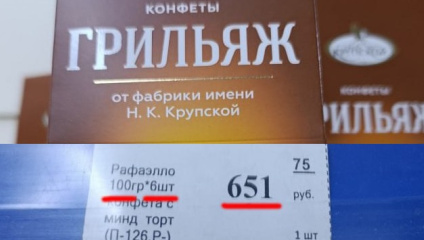 КОНФЕТЫ
ГРИЛЬЯЖ
от фабрики имени
Н. К. Крупской
КОНФЕТЫ
ИЛЬЯЖ
Рафаэлло
100гр*6шт
конфета с
минд торт
(П-126 Р-)
651
75
руб.
1 шт